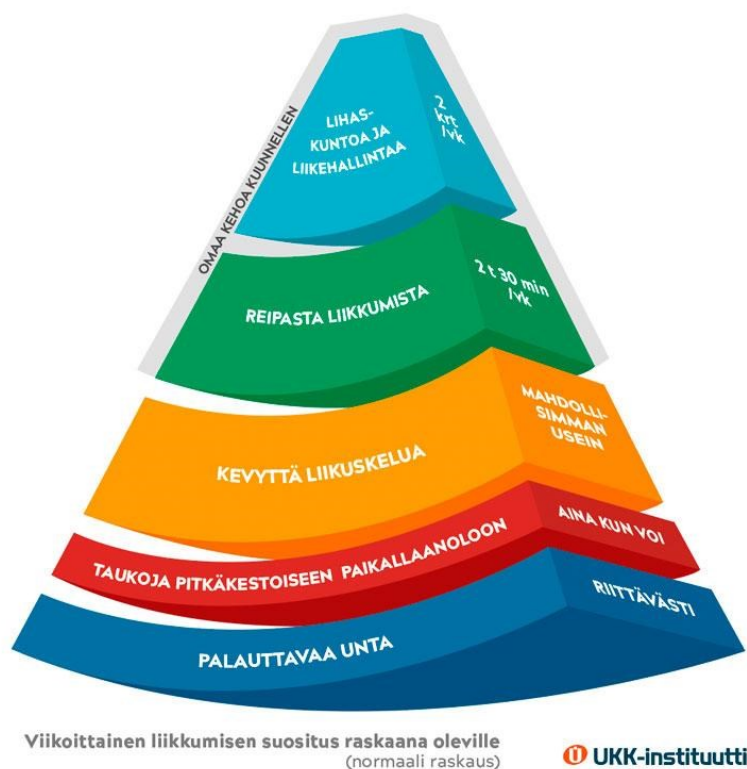 OMAA KEHOA KUUNNELLEN
LIHAS-
KUNTOA JA
LIIKEHALLINTAA
2
krt
/vk
REIPASTA LIIKKUMISTA
2 t 30 min
/vk
KEVYTTÄ LIIKUSKELUA
MAHDOLLI-
SIMMAN
USEIN
TAUKOJA PITKÄKESTOISEEN PAIKALLAANOLOON
AINA KUN VOI
PALAUTTAVAA UNTA
RIITTÄVÄSTI
Viikoittainen liikkumisen suositus raskaana oleville
(normaali raskaus)
UKK-instituutti